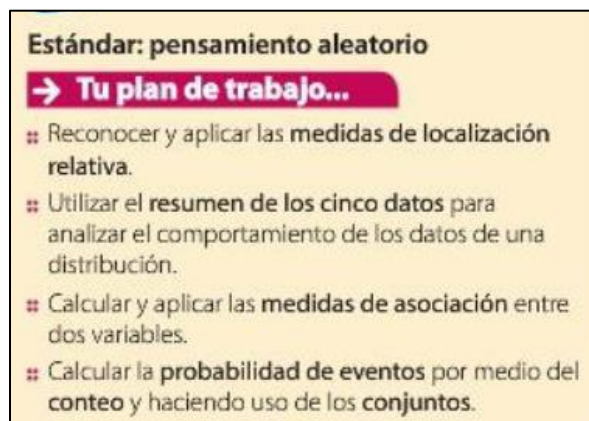 Estándar: pensamiento aleatorio
→ Tu plan de trabajo...
Reconocer y aplicar las medidas de localización
relativa.
Utilizar el resumen de los cinco datos para
analizar el comportamiento de los datos de una
distribución.
Calcular y aplicar las medidas de asociación entre
dos variables.
Calcular la probabilidad de eventos por medio del
conteo y haciendo uso de los conjuntos.